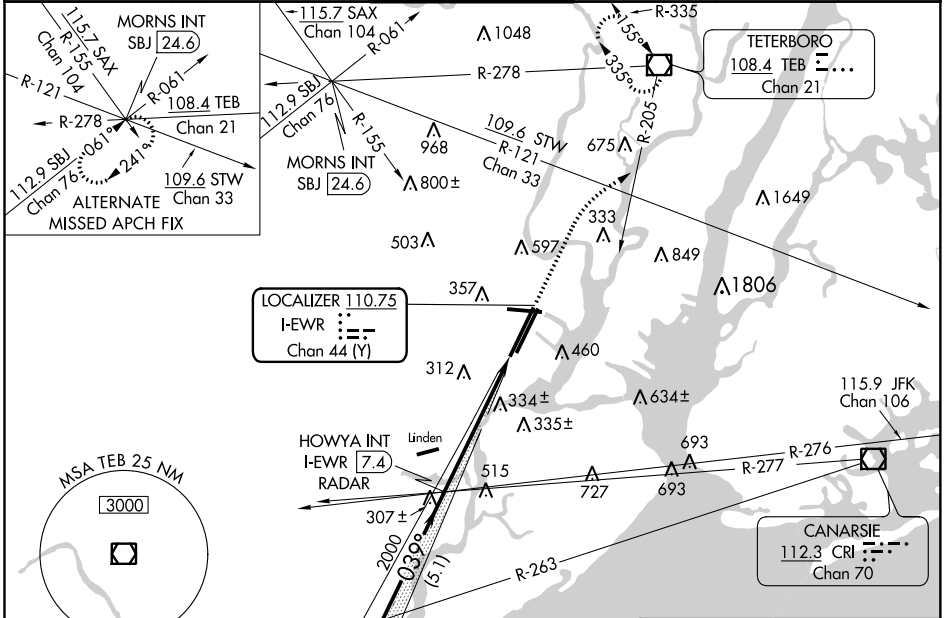 MORNS INT
SBJ 24.6
115.7 SAX
R-155
Chan 104
R-061
R-121
108.4 TEB
R-278
Chan 21
112.9 SBJ
Chan 76
061°
241°
109.6 STW
Chan 33
ALTERNATE
MISSED APCH FIX
115.7 SAX
Chan 104
R-061
1048
R-335
155°
335°
TETERBORO
108.4 TEB
Chan 21
R-278
112.9 SBJ
Chan 76
R-155
R-205
968
109.6 STW
R-121
Chan 33
675
MORNS INT
SBJ 24.6
800±
1649
333
503
597
849
1806
357
LOCALIZER 110.75
I-EWR
Chan 44 (Y)
460
312
334±
634±
335±
115.9 JFK
Chan 106
HOWYA INT
I-EWR 7.4
RADAR
Linden
693
R-276
R-277
515
727
693
307±
MSA TEB 25 NM
3000
2000
039°
(5.1)
R-263
CANARSIE
112.3 CRI
Chan 70